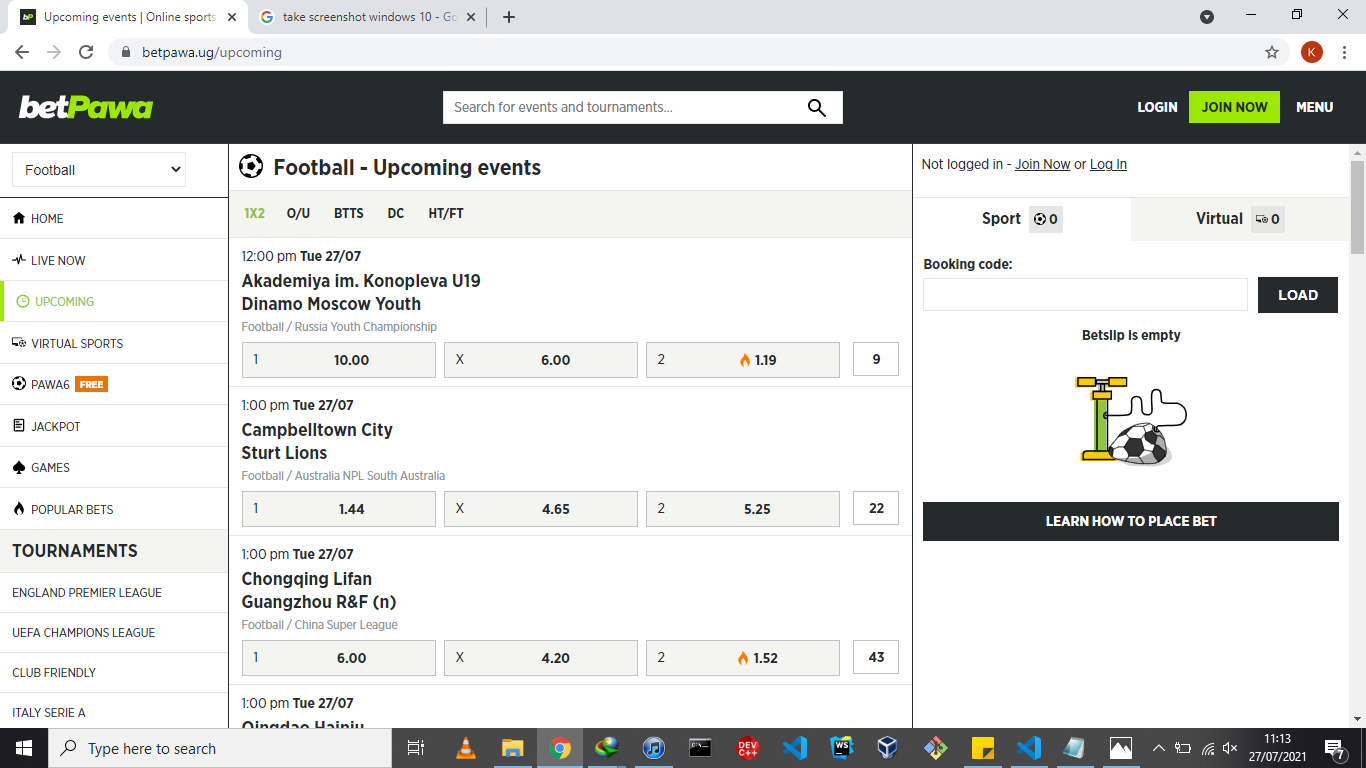 Upcoming events | Online sports
take screenshot windows 10 - Go
betpawa.ug/upcoming
K
betPawa
Search for events and tournaments...
LOGIN
JOIN NOW
MENU
Football
HOME
LIVE NOW
UPCOMING
VIRTUAL SPORTS
PAWA6 FREE
JACKPOT
GAMES
POPULAR BETS
TOURNAMENTS
ENGLAND PREMIER LEAGUE
UEFA CHAMPIONS LEAGUE
CLUB FRIENDLY
ITALY SERIE A
Football - Upcoming events
1X2 O/U BTTS DC HT/FT
12:00 pm Tue 27/07
Akademiya im. Konopleva U19
Dinamo Moscow Youth
Football / Russia Youth Championship
1 10.00 X 6.00 2 1.19 9
1:00 pm Tue 27/07
Campbelltown City
Sturt Lions
Football / Australia NPL South Australia
1 1.44 X 4.65 2 5.25 22
1:00 pm Tue 27/07
Chongqing Lifan
Guangzhou R&F (n)
Football / China Super League
1 6.00 X 4.20 2 1.52 43
1:00 pm Tue 27/07
Qingdao Hainiu
Not logged in - Join Now or Log In
Sport 0
Virtual 0
Booking code:
LOAD
Betslip is empty
LEARN HOW TO PLACE BET
Type here to search
DEV
C++
WS
11:13
27/07/2021
7